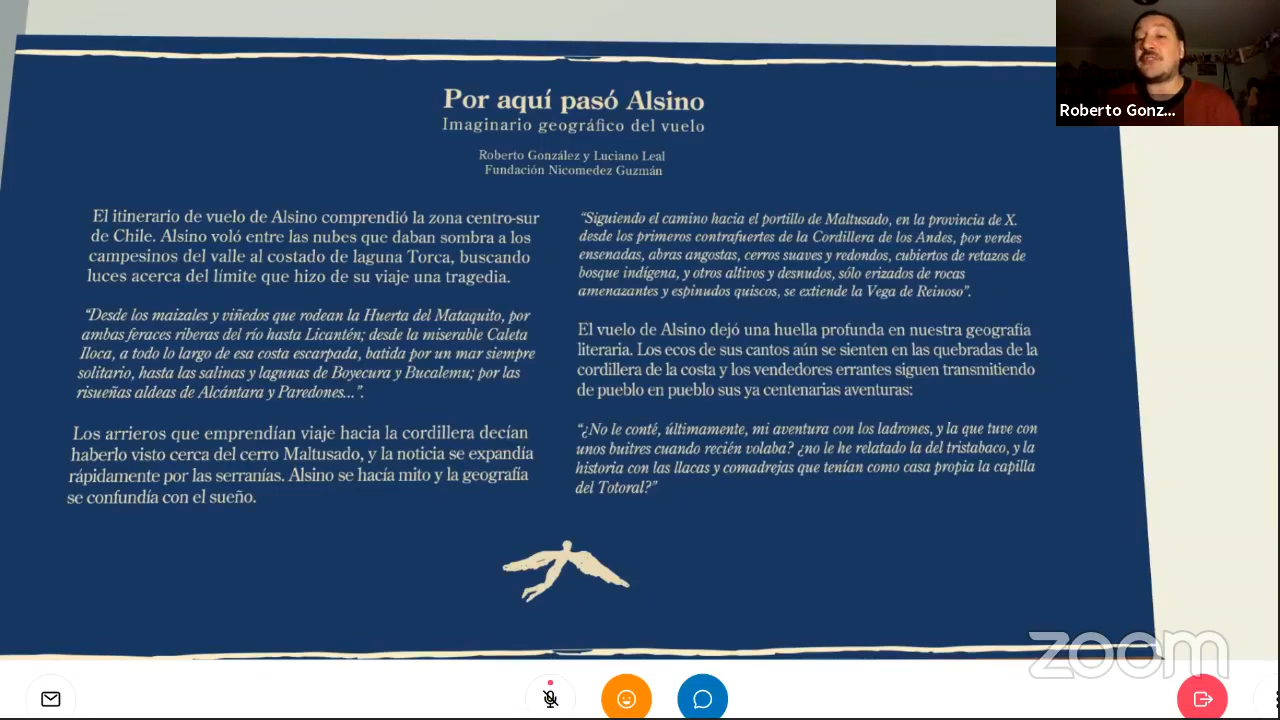 Por aquí pasó Alsino
Imaginario geográfico del vuelo
Roberto González y Luciano Leal
Fundación Nicomedez Guzmán
El itinerario de vuelo de Alsino comprendió la zona centro-sur
de Chile. Alsino voló entre las nubes que daban sombra a los
campesinos del valle al costado de laguna Torca, buscando
luces acerca del límite que hizo de su viaje una tragedia.
“Desde los maizales y viñedos que rodean la Huerta del Mataquito, por
ambas feraces riberas del río hasta Licantén; desde la miserable Caleta
Iloca, a todo lo largo de esa costa escarpada, batida por un mar siempre
solitario, hasta las salinas y lagunas de Boyecura y Bucalemu; por las
risueñas aldeas de Alcántara y Paredones...”.
Los arrieros que emprendían viaje hacia la cordillera decían
haberlo visto cerca del cerro Maltusado, y la noticia se expandía
rápidamente por las serranías. Alsino se hacía mito y la geografía
se confundía con el sueño.
“Siguiendo el camino hacia el portillo de Maltusado, en la provincia de X.
desde los primeros contrafuertes de la Cordillera de los Andes, por verdes
ensenadas, abras angostas, cerros suaves y redondos, cubiertos de retazos de
bosque indígena, y otros altivos y desnudos, sólo erizados de rocas
amenazantes y espinudos quiscos, se extiende la Vega de Reinoso”.
El vuelo de Alsino dejó una huella profunda en nuestra geografía
literaria. Los ecos de sus cantos aún se sienten en las quebradas de la
cordillera de la costa y los vendedores errantes siguen transmitiendo
de pueblo en pueblo sus ya centenarias aventuras:
“¿No le conté, últimamente, mi aventura con los ladrones, y la que tuve con
unos buitres cuando recién volaba? ¿no le he relatado la del tristabaco, y la
historia con las llacas y comadrejas que tenían como casa propia la capilla
del Totoral?”
Roberto Gonz...
zoom